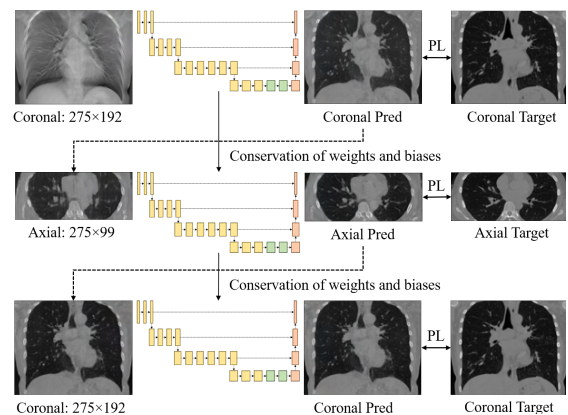 PL
Coronal: 275×192
Coronal Pred
Coronal Target
Conservation of weights and biases
PL
Axial: 275×99
Axial Pred
Axial Target
Conservation of weights and biases
PL
Coronal: 275×192
Coronal Pred
Coronal Target